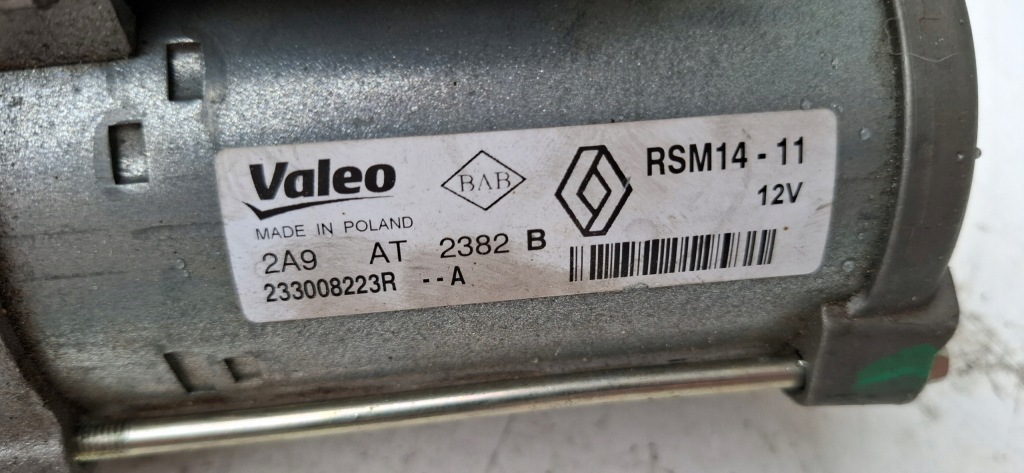 Valeo BAB RSM14 - 11
12V
MADE IN POLAND
2A9 AT 2382 B
233008223R --A